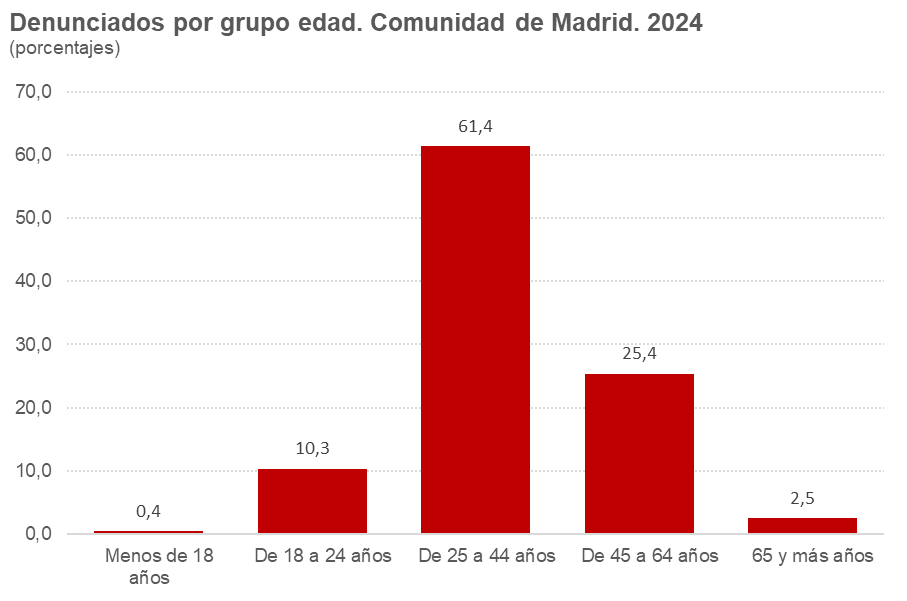 Denunciados por grupo edad. Comunidad de Madrid. 2024
(porcentajes)
70,0
60,0
50,0
40,0
30,0
20,0
10,0
0,0
0,4
10,3
61,4
25,4
2,5
Menos de 18
años
De 18 a 24 años
De 25 a 44 años
De 45 a 64 años
65 y más años